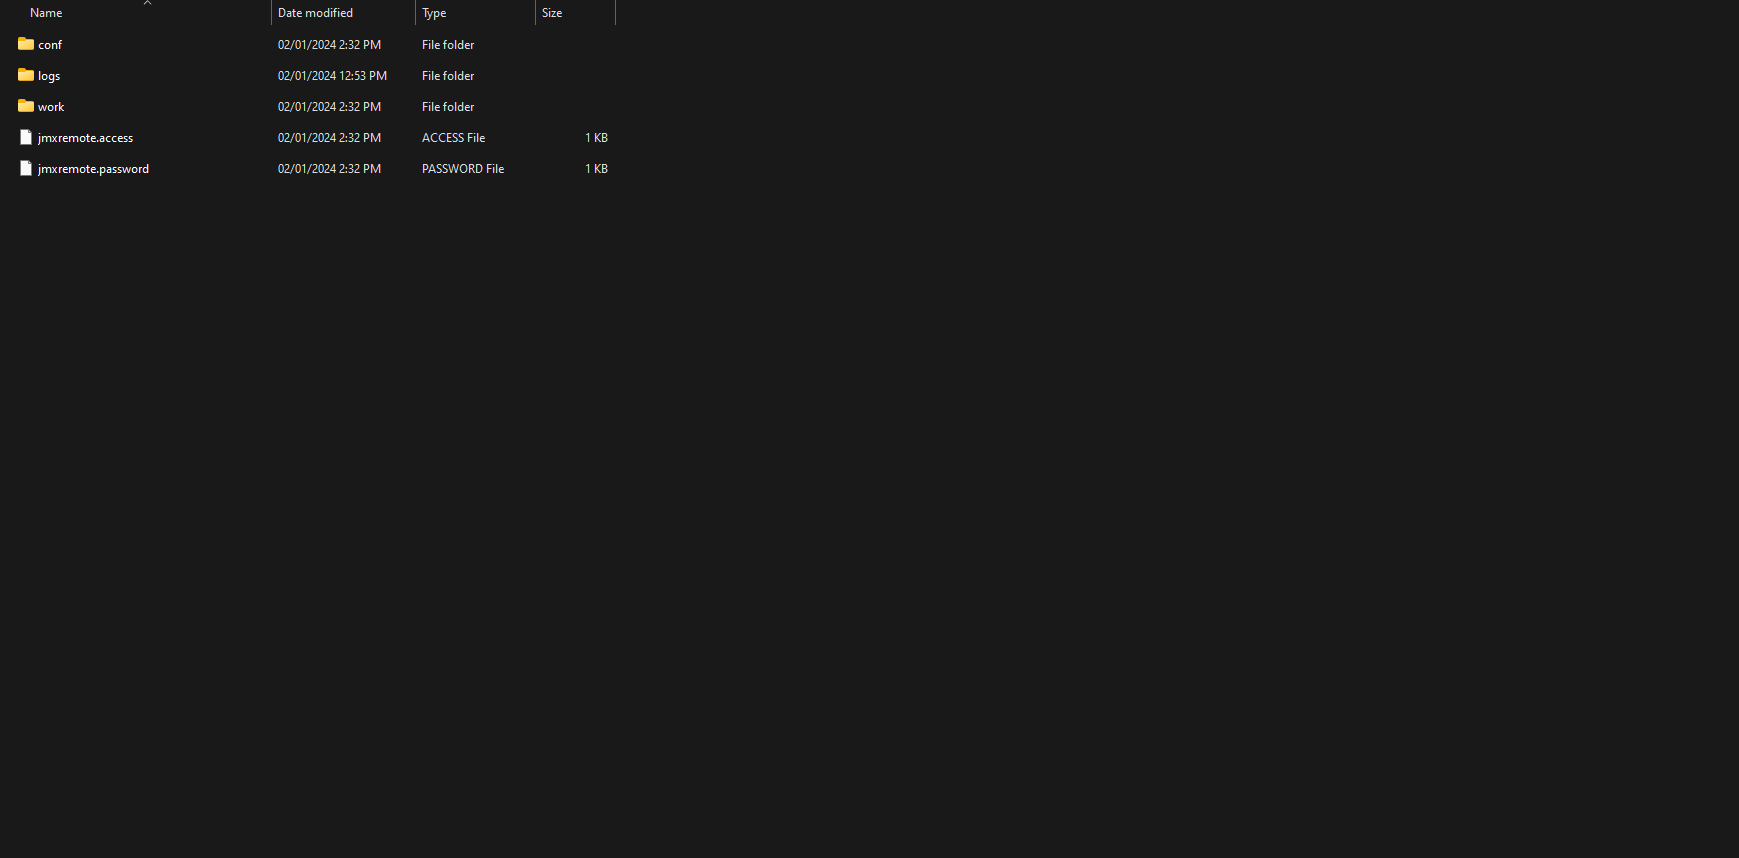 Name Date modified Type Size
conf 02/01/2024 2:32 PM File folder
logs 02/01/2024 12:53 PM File folder
work 02/01/2024 2:32 PM File folder
jmxremote.access 02/01/2024 2:32 PM ACCESS File 1 KB
jmxremote.password 02/01/2024 2:32 PM PASSWORD File 1 KB